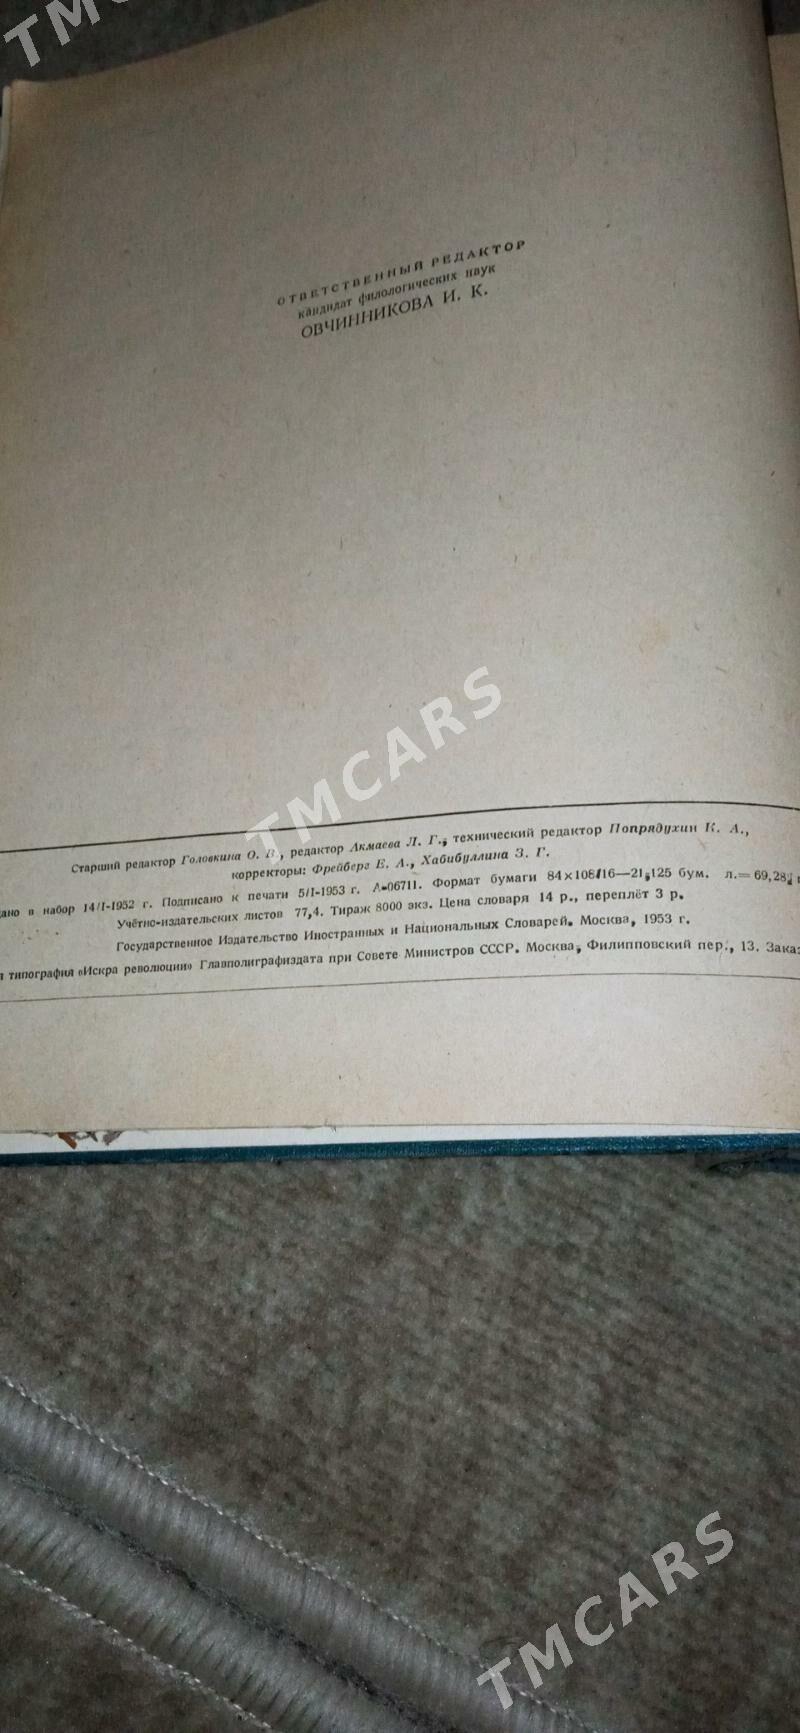 TMCARS
ОТВЕТСТВЕННЫЙ РЕДАКТОР
кандидат филологических наук
ОВЧИННИКОВА И. К.
TMCARS
Старший редактор Головкина О. В., редактор Акмаева Л. Г., технический редактор Попрядухин К. А.,
корректоры: Фрейберг Е. А., Хабибуллина З. Г.
в набор 14/I-1952 г. Подписано к печати 5/I-1953 г. А-06711. Формат бумаги 84×108/16—21,125 бум. л.= 69,28
Учётно-издательских листов 77,4. Тираж 8000 экз. Цена словаря 14 р., переплёт 3 р.
Государственное Издательство Иностранных и Национальных Словарей. Москва, 1953 г.
типография «Искра революции» Главполиграфиздата при Совете Министров СССР. Москва, Филипповский пер., 13.
TMCARS